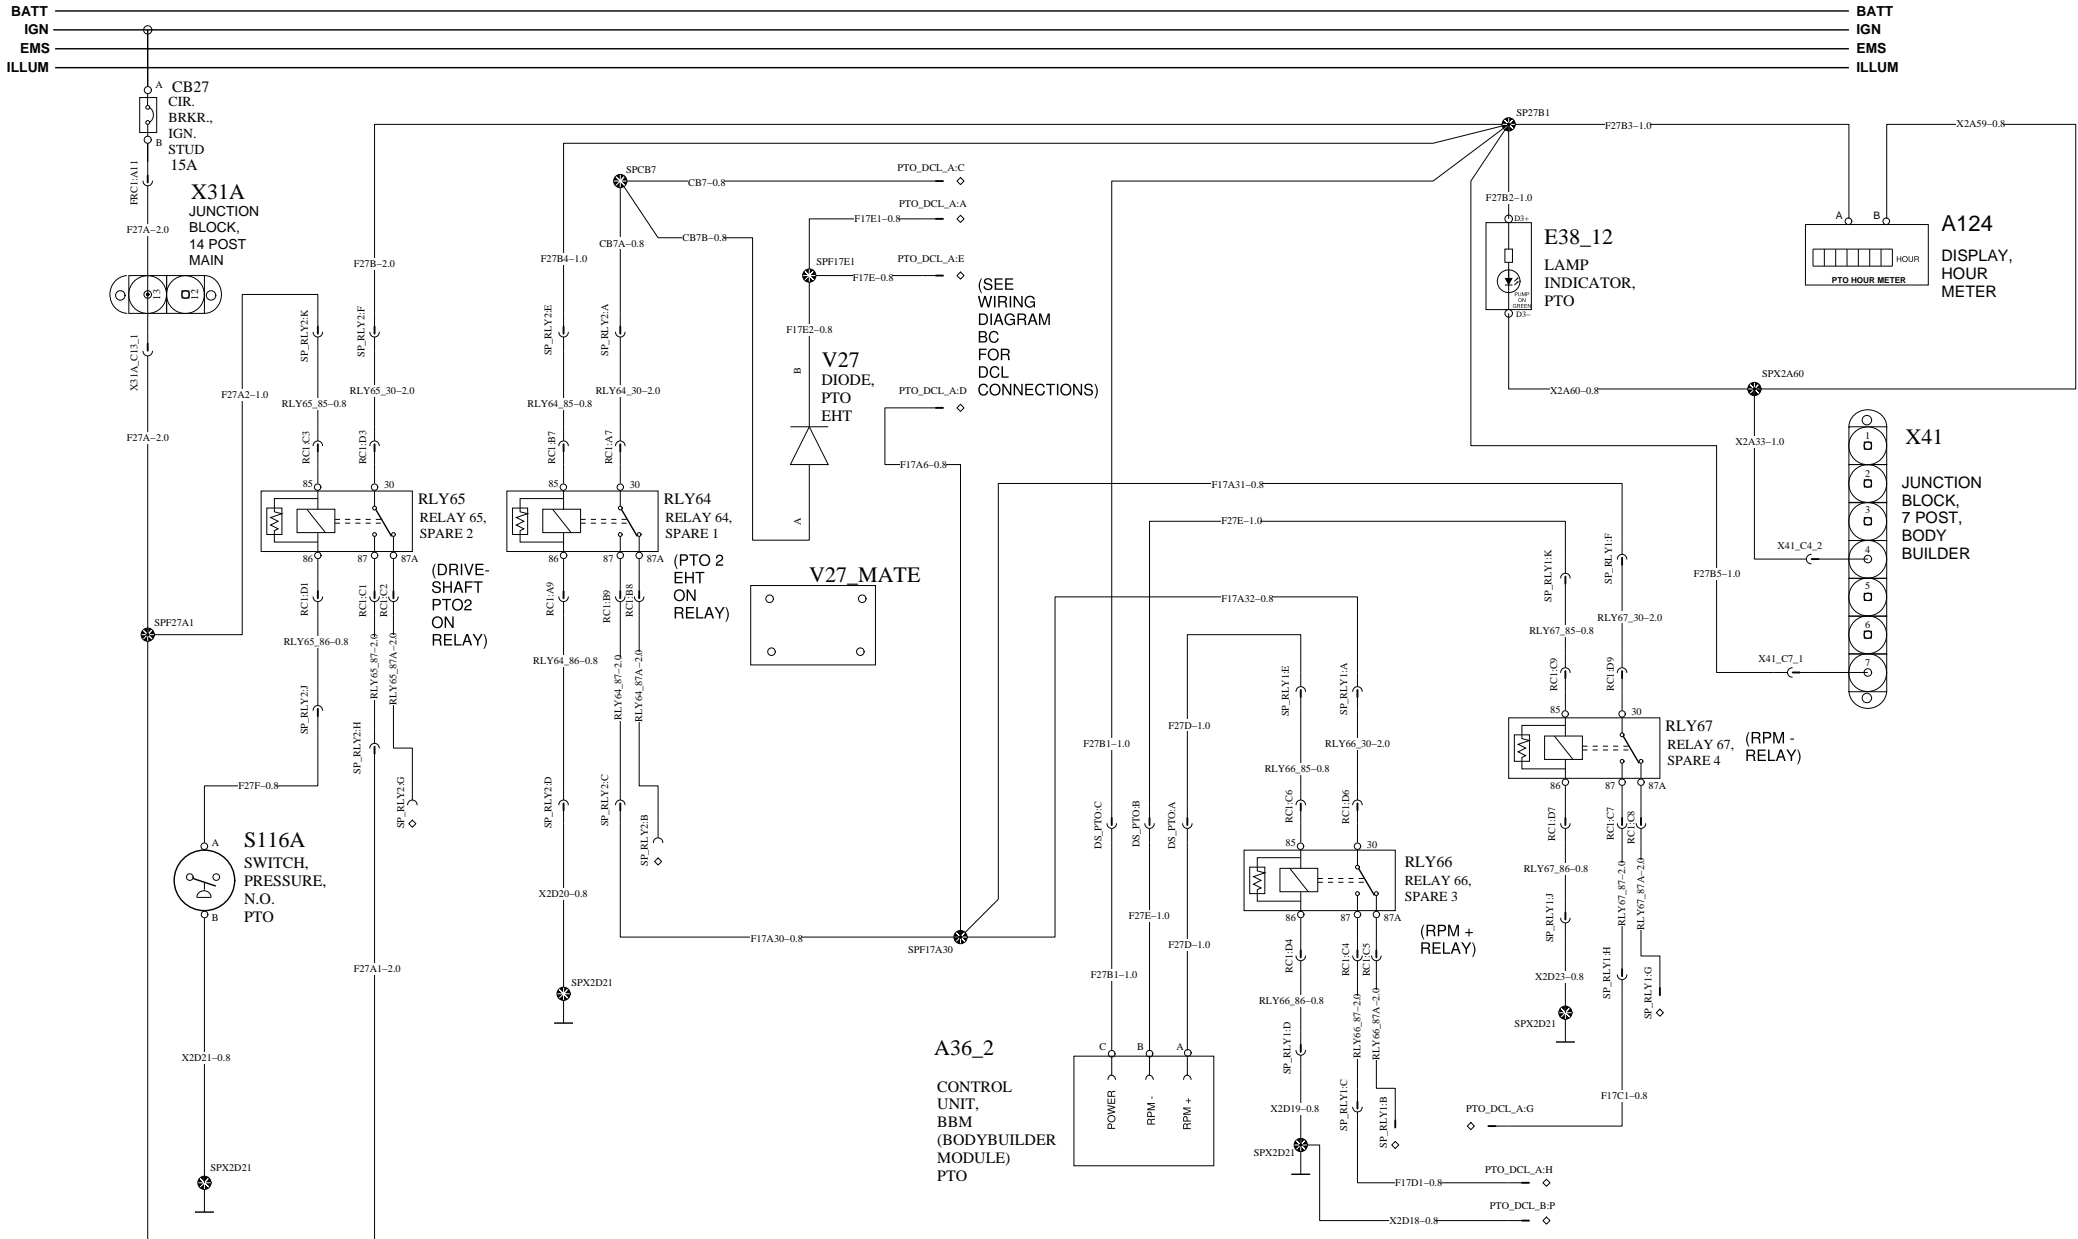 BATT
BATT
IGN
IGN
EMS
EMS
ILLUM
ILLUM
A
CB27
CIR.
BRKR.,
IGN.
STUD
15A
B
FRC1:A11
F27A–2.0
X31A
JUNCTION
BLOCK,
14 POST
MAIN
13
12
X31A_C13_1
F27A–2.0
SPF27A1
F27A2–1.0
SP_RLY2:K
RLY65_85–0.8
RC1:C3
F27B–2.0
SP_RLY2:F
RLY65_30–2.0
RC1:D3
85
30
RLY65
RELAY 65,
SPARE 2
86
87
87A
(DRIVE-
SHAFT
PTO2
ON
RELAY)
RC1:D1
RC1:C1
RC1:C2
RLY65_86–0.8
RLY65_87–2.0
RLY65_87A–2.0
SP_RLY2:J
SP_RLY2:H
SP_RLY2:G
F27F–0.8
A
S116A
SWITCH,
PRESSURE,
N.O.
PTO
B
F27A1–2.0
X2D21–0.8
SPX2D21
F27B4–1.0
SP_RLY2:E
RLY64_85–0.8
RC1:B7
SPCB7
CB7A–0.8
SP_RLY2:A
RLY64_30–2.0
RC1:A7
85
30
RLY64
RELAY 64,
SPARE 1
86
87
87A
(PTO 2
EHT
ON
RELAY)
RC1:A9
RC1:B9
RC1:B8
RLY64_86–0.8
RLY64_87–2.0
RLY64_87A–2.0
SP_RLY2:D
SP_RLY2:C
SP_RLY2:B
X2D20–0.8
SPX2D21
F17A30–0.8
SPF17A30
CB7–0.8
PTO_DCL_A:C
CB7B–0.8
PTO_DCL_A:A
F17E1–0.8
SPF17E1
PTO_DCL_A:E
F17E–0.8
F17E2–0.8
B
V27
DIODE,
PTO
EHT
A
(SEE
WIRING
DIAGRAM
BC
FOR
DCL
CONNECTIONS)
PTO_DCL_A:D
F17A6–0.8
V27_MATE
F17A31–0.8
F27E–1.0
F17A32–0.8
SP27B1
F27B3–1.0
X2A59–0.8
F27B2–1.0
D3+
E38_12
LAMP
INDICATOR,
PTO
PUMP
ON
GREEN
D3–
A
B
A124
DISPLAY,
HOUR
METER
HOUR
PTO HOUR METER
X2A60–0.8
SPX2A60
X2A33–1.0
X41
JUNCTION
BLOCK,
7 POST,
BODY
BUILDER
1
2
3
4
5
6
7
X41_C4_2
F27B5–1.0
X41_C7_1
SP_RLY1:K
SP_RLY1:F
RLY67_85–0.8
RLY67_30–2.0
RC1:C9
RC1:D9
85
30
RLY67
RELAY 67,
SPARE 4
(RPM -
RELAY)
86
87
87A
RC1:D7
RC1:C7
RC1:C8
RLY67_86–0.8
RLY67_87–2.0
RLY67_87A–2.0
SP_RLY1:J
SP_RLY1:H
SP_RLY1:G
X2D23–0.8
SPX2D21
F17C1–0.8
PTO_DCL_A:G
SP_RLY1:E
SP_RLY1:A
F27D–1.0
F27B1–1.0
RLY66_30–2.0
RLY66_85–0.8
RC1:C6
RC1:D6
DS_PTO:C
DS_PTO:B
DS_PTO:A
85
30
RLY66
RELAY 66,
SPARE 3
86
87
87A
(RPM +
RELAY)
F27E–1.0
F27D–1.0
F27B1–1.0
RC1:D4
RC1:C4
RC1:C5
RLY66_86–0.8
RLY66_87–2.0
RLY66_87A–2.0
SP_RLY1:D
SP_RLY1:C
SP_RLY1:B
A36_2
CONTROL
UNIT,
BBM
(BODYBUILDER
MODULE)
PTO
C
B
A
POWER
RPM -
RPM +
X2D19–0.8
SPX2D21
F17D1–0.8
PTO_DCL_A:H
X2D18–0.8
PTO_DCL_B:P